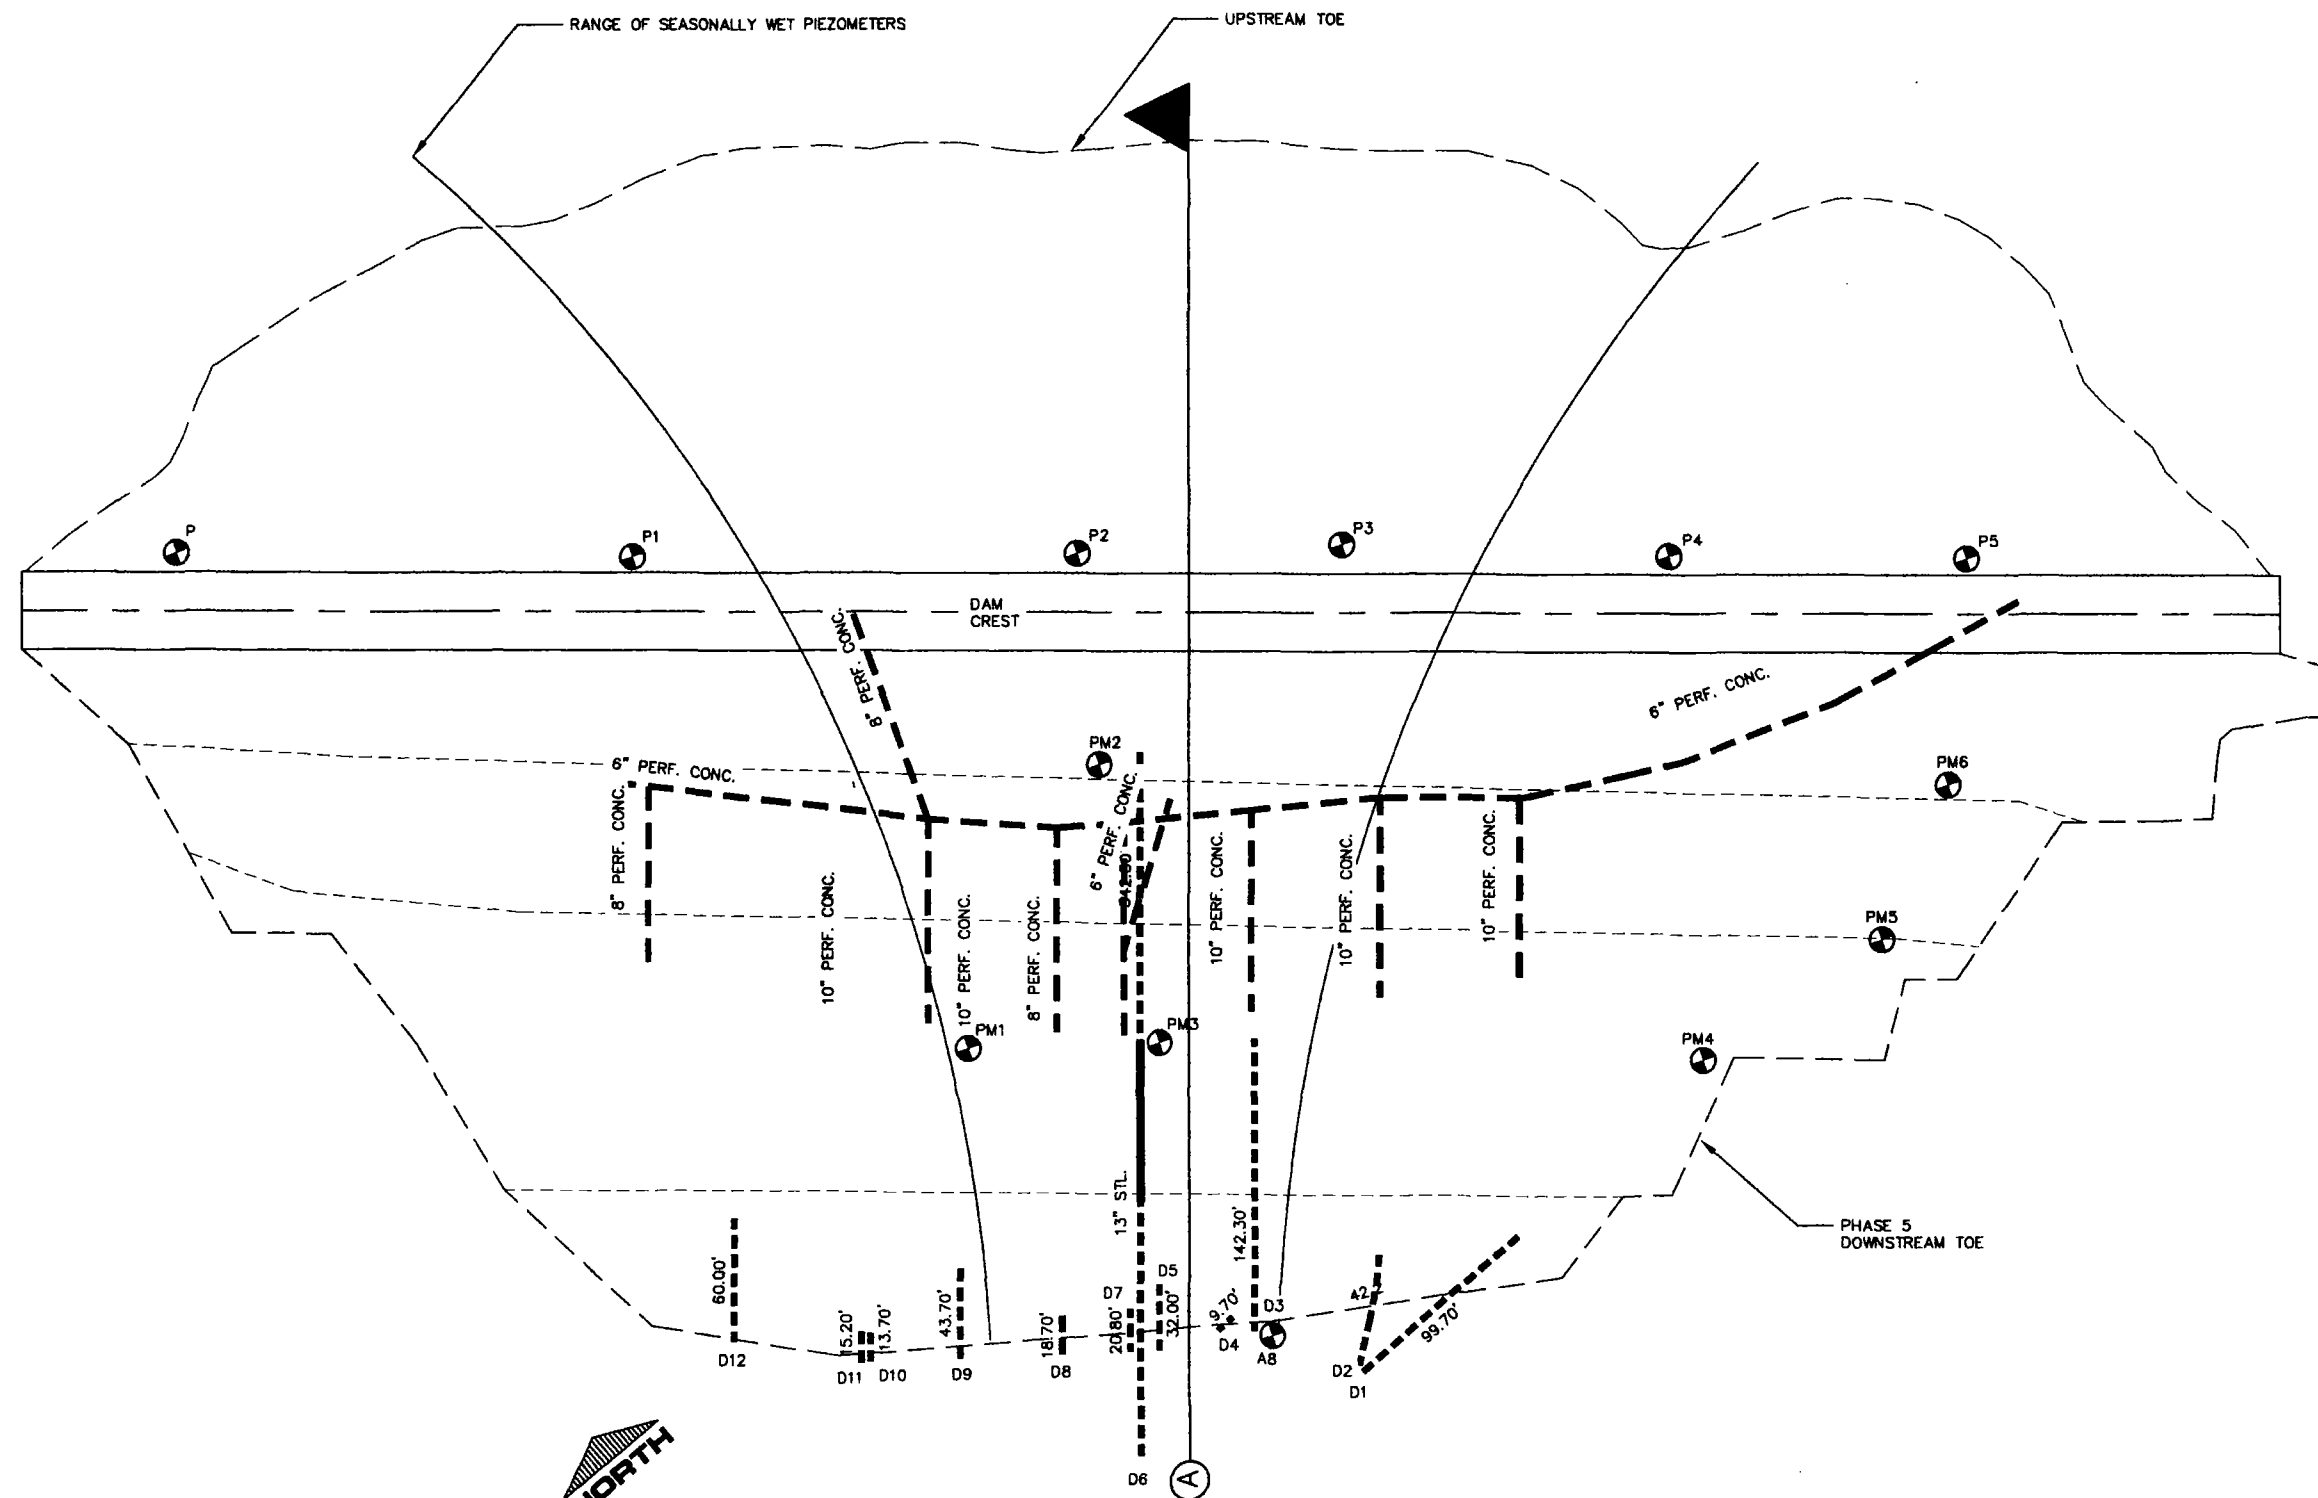 RANGE OF SEASONALLY WET PIEZOMETERS
UPSTREAM TOE
P
P1
P2
P3
P4
P5
DAM
CREST
8" PERF. CONC.
6" PERF. CONC.
6" PERF. CONC.
PM2
PM6
8" PERF. CONC.
10" PERF. CONC.
10" PERF. CONC.
8" PERF. CONC.
6" PERF. CONC.
10" PERF. CONC.
10" PERF. CONC.
10" PERF. CONC.
PM5
PM1
PM3
PM4
13" STL.
142.30'
PHASE 5
DOWNSTREAM TOE
60.00'
15.20'
13.70'
43.70'
18.70'
D7
20.80'
D5
32.00'
9.70'
D3
D4
A8
99.70'
D12
D11
D10
D9
D8
D2
D1
D6
A
NORTH